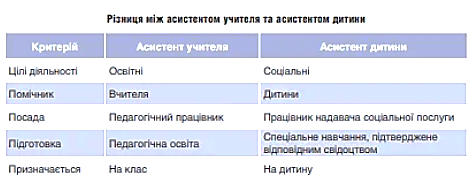 Різниця між асистентом учителя та асистентом дитини
Критерій Асистент учителя Асистент дитини
Цілі діяльності Освітні Соціальні
Помічник Вчителя Дитини
Посада Педагогічний працівник Працівник надавача соціальної послуги
Підготовка Педагогічна освіта Спеціальне навчання, підтверджене
відповідним свідоцтвом
Призначається На клас На дитину